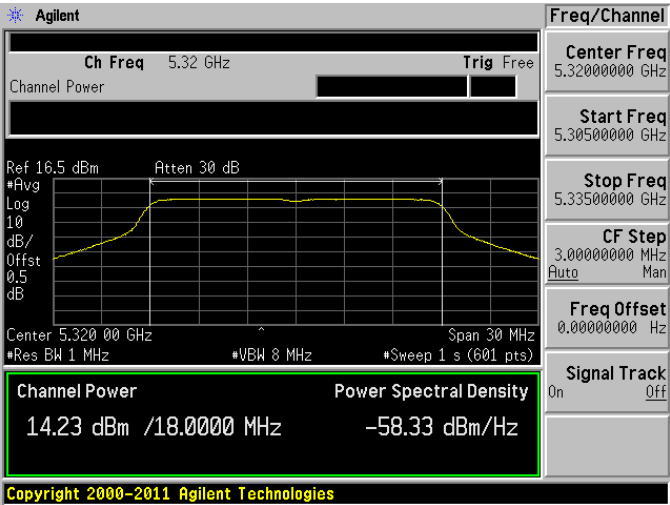 Agilent
Freq/Channel
Ch Freq 5.32 GHz Trig Free
Channel Power
Center Freq
5.32000000 GHz
Start Freq
5.30500000 GHz
Stop Freq
5.33500000 GHz
CF Step
3.00000000 MHz
Auto Man
Freq Offset
0.00000000 Hz
Signal Track
On Off
Ref 16.5 dBm Atten 30 dB
#Avg
Log
10
dB/
Offst
0.5
dB
Center 5.320 00 GHz Span 30 MHz
#Res BW 1 MHz #VBW 8 MHz #Sweep 1 s (601 pts)
Channel Power Power Spectral Density
14.23 dBm /18.0000 MHz -58.33 dBm/Hz
Copyright 2000-2011 Agilent Technologies